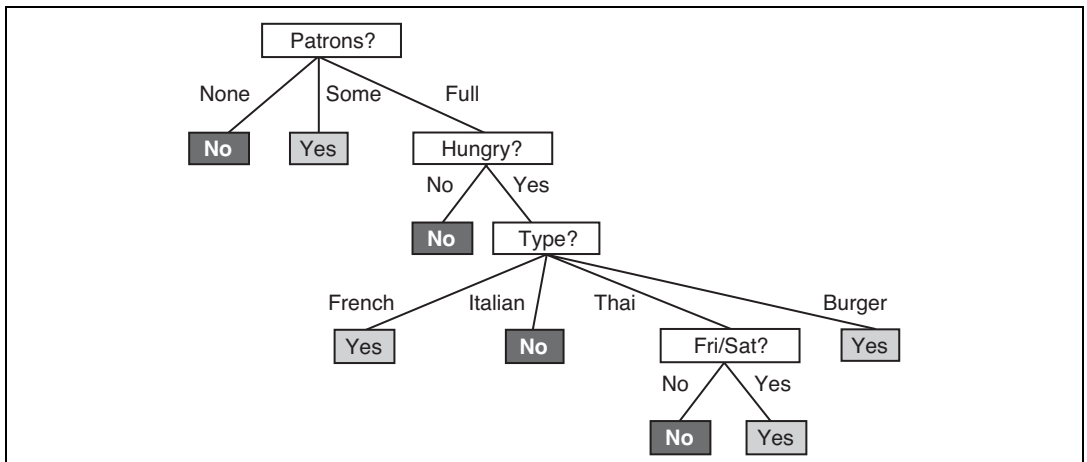 Patrons?
None Some Full
No Yes Hungry?
No Yes
No Type?
French Italian Thai Burger
Yes No Fri/Sat? Yes
No Yes
No Yes